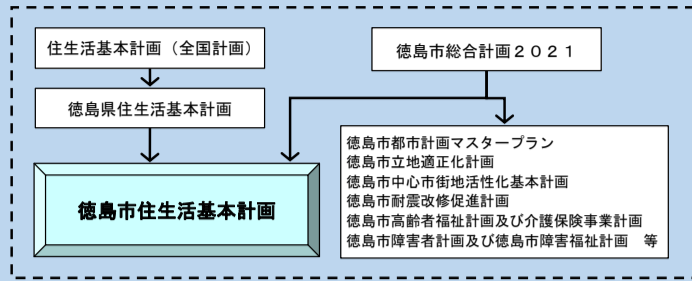 住生活基本計画（全国計画）
徳島市総合計画２０２１
徳島県住生活基本計画
徳島市住生活基本計画
徳島市都市計画マスタープラン
徳島市立地適正化計画
徳島市中心市街地活性化基本計画
徳島市耐震改修促進計画
徳島市高齢者福祉計画及び介護保険事業計画
徳島市障害者計画及び徳島市障害福祉計画　等